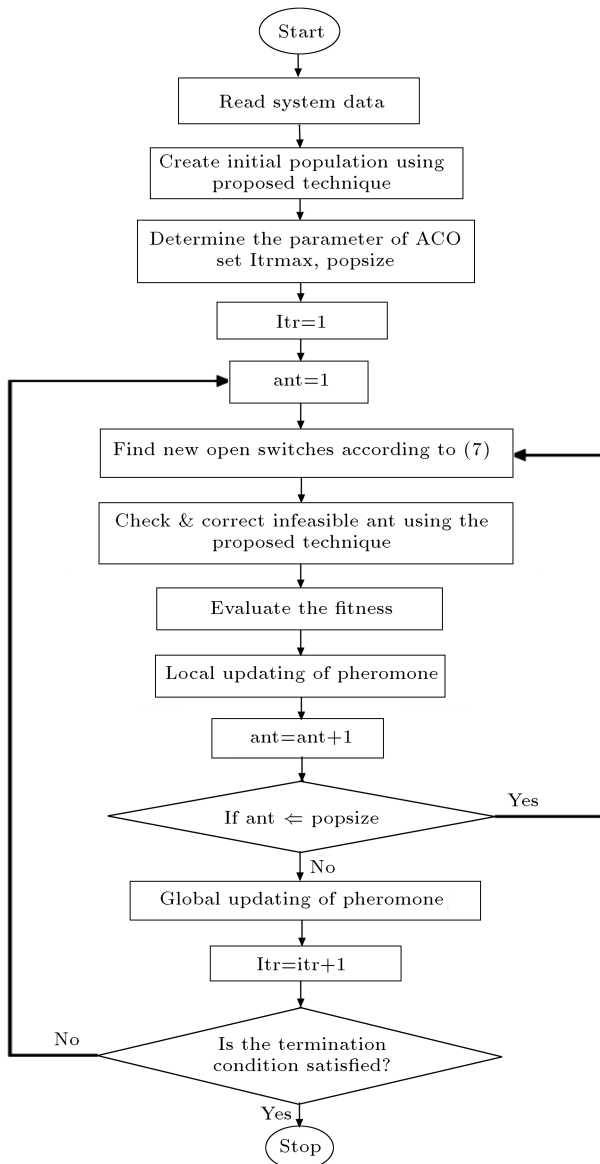 Start
Read system data
Create initial population using
proposed technique
Determine the parameter of ACO
set Itrmax, popsize
Itr=1
ant=1
Find new open switches according to (7)
Check & correct infeasible ant using the
proposed technique
Evaluate the fitness
Local updating of pheromone
ant=ant+1
If ant ⇐ popsize
Yes
No
Global updating of pheromone
Itr=itr+1
Is the termination
condition satisfied?
No
Yes
Stop